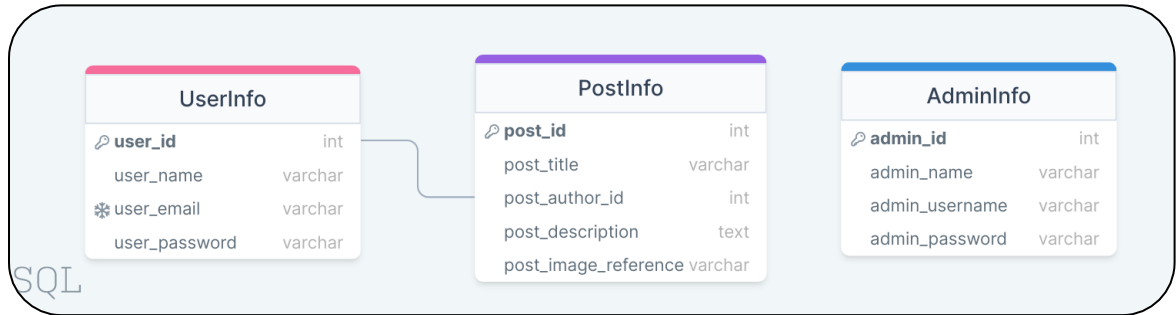 UserInfo
user_id int
user_name varchar
user_email varchar
user_password varchar
PostInfo
post_id int
post_title varchar
post_author_id int
post_description text
post_image_reference varchar
AdminInfo
admin_id int
admin_name varchar
admin_username varchar
admin_password varchar
SQL